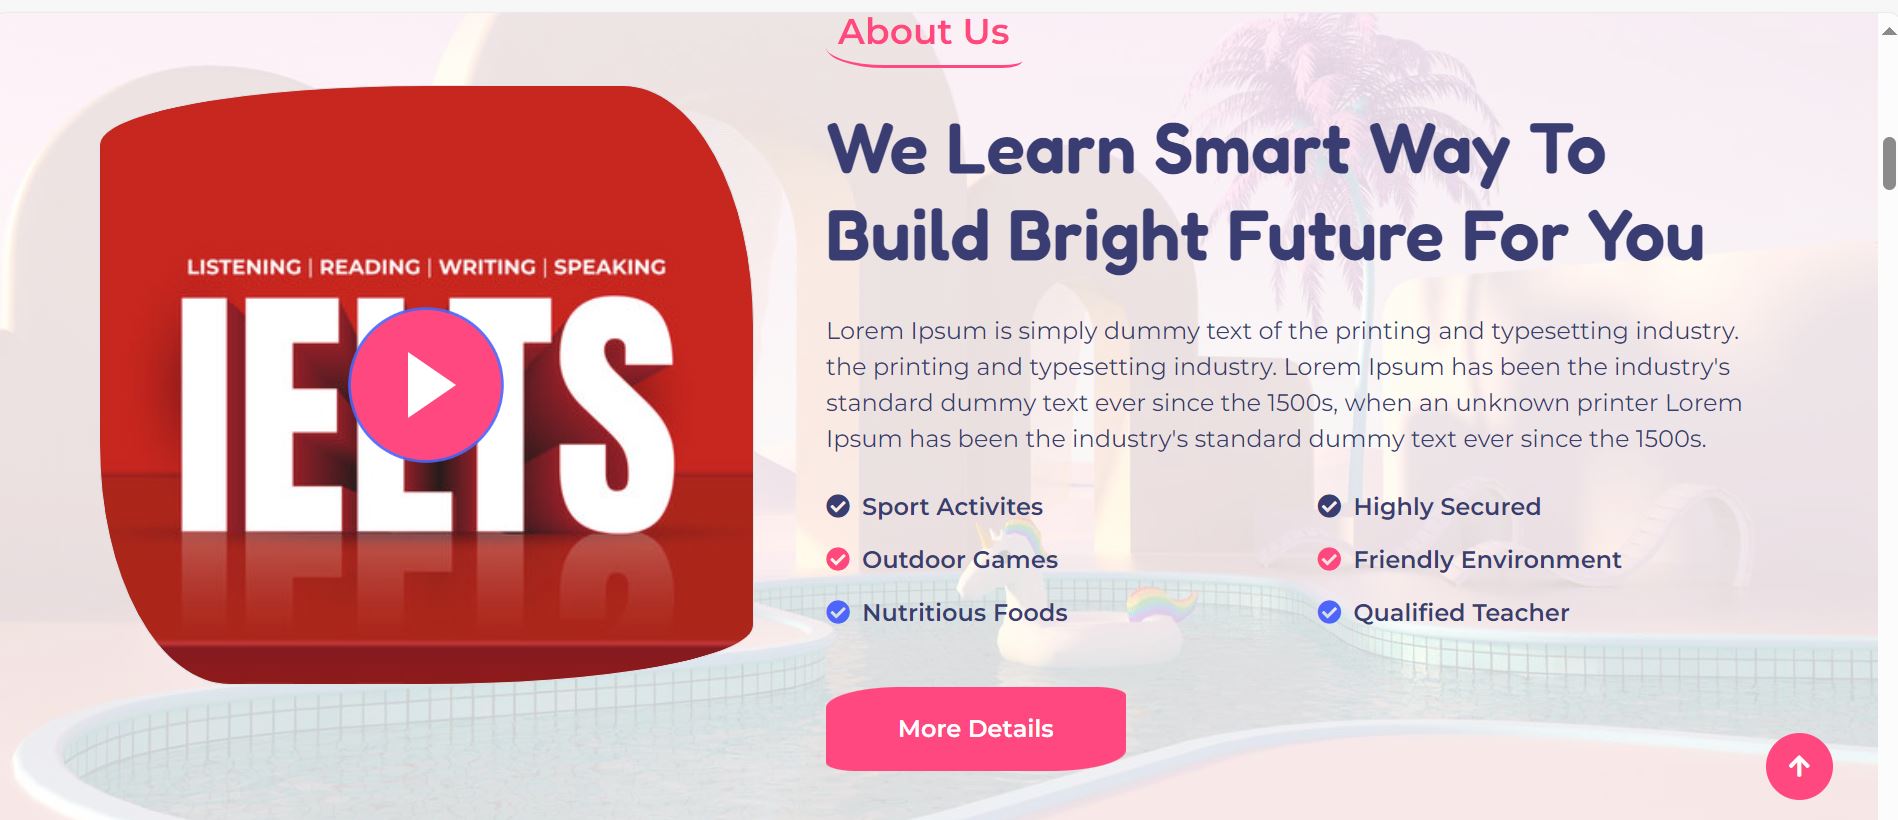 About Us
We Learn Smart Way To
Build Bright Future For You
LISTENING | READING | WRITING | SPEAKING
IELTS
Lorem Ipsum is simply dummy text of the printing and typesetting industry.
the printing and typesetting industry. Lorem Ipsum has been the industry's
standard dummy text ever since the 1500s, when an unknown printer Lorem
Ipsum has been the industry's standard dummy text ever since the 1500s.
Sport Activites
Highly Secured
Outdoor Games
Friendly Environment
Nutritious Foods
Qualified Teacher
More Details